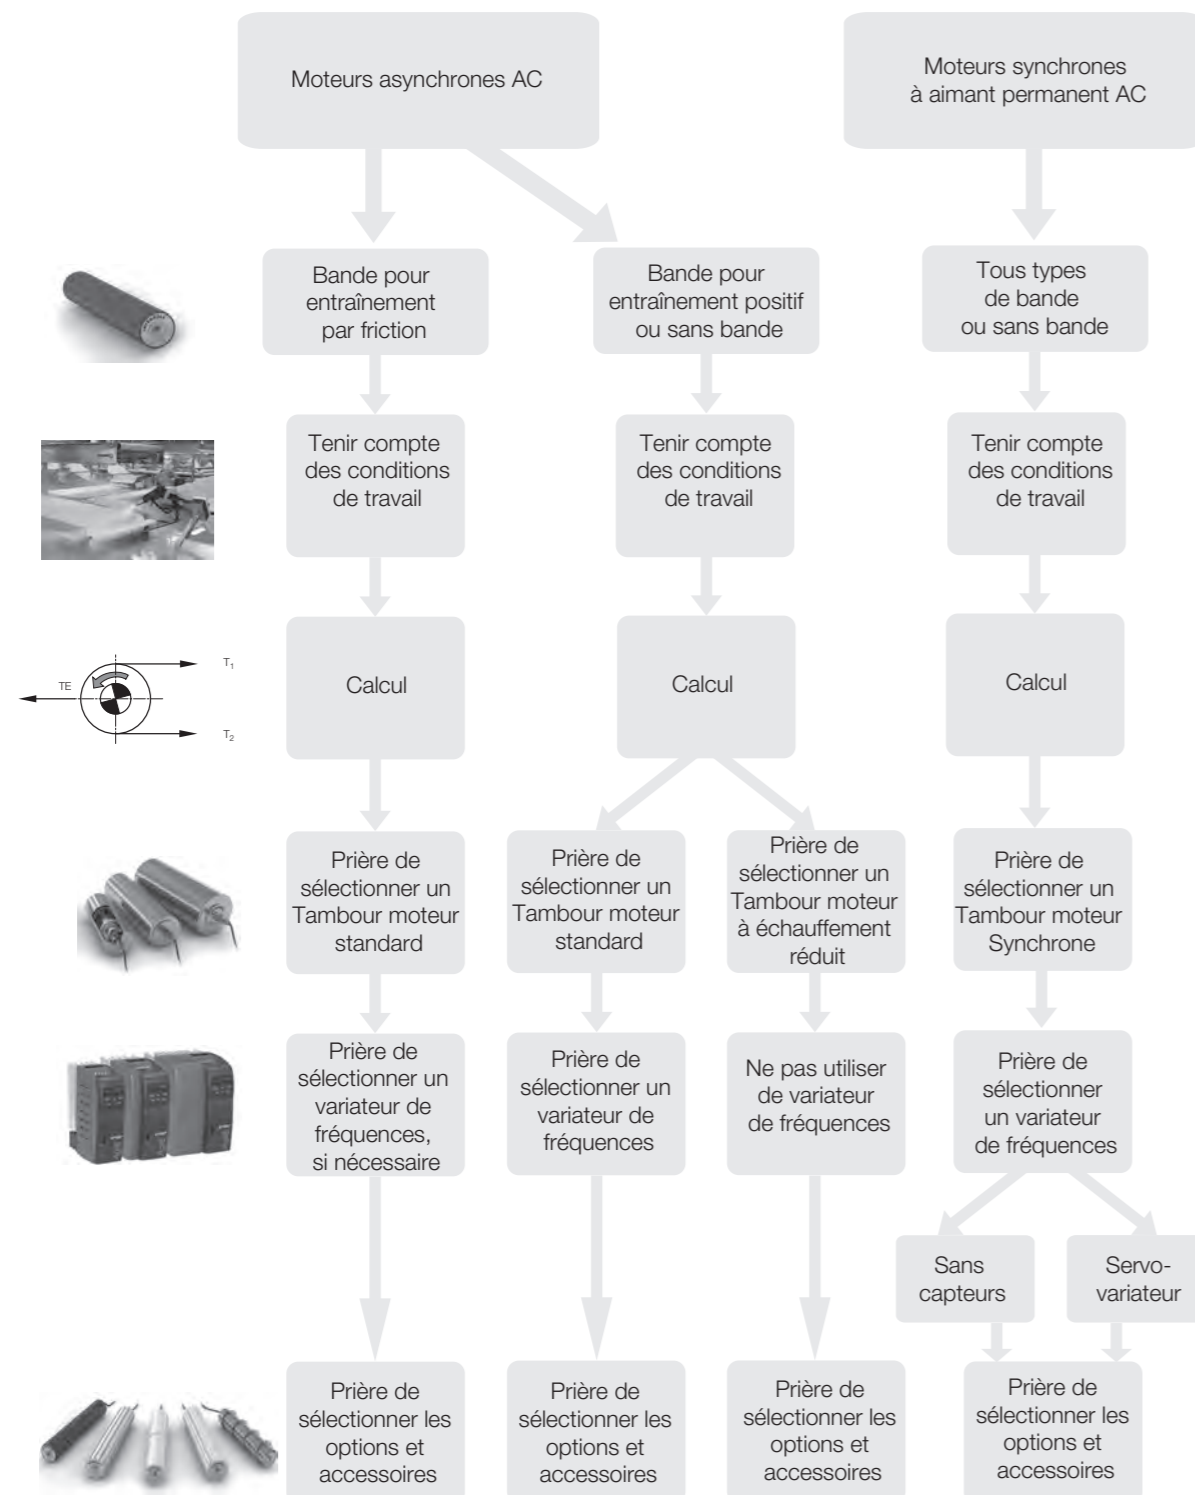 Moteurs asynchrones AC
Moteurs synchrones
à aimant permanent AC
Bande pour
entraînement
par friction
Bande pour
entraînement positif
ou sans bande
Tous types
de bande
ou sans bande
Tenir compte
des conditions
de travail
Tenir compte
des conditions
de travail
Tenir compte
des conditions
de travail
T1
TE
T2
Calcul
Calcul
Calcul
Prière de
sélectionner un
Tambour moteur
standard
Prière de
sélectionner un
Tambour moteur
standard
Prière de
sélectionner un
Tambour moteur
à échauffement
réduit
Prière de
sélectionner un
Tambour moteur
Synchrone
Prière de
sélectionner un
variateur de
fréquences,
si nécessaire
Prière de
sélectionner un
variateur de
fréquences
Ne pas utiliser
de variateur
de fréquences
Prière de
sélectionner
un variateur
de fréquences
Sans
capteurs
Servo-
variateur
Prière de
sélectionner les
options et
accessoires
Prière de
sélectionner les
options et
accessoires
Prière de
sélectionner les
options et
accessoires
Prière de
sélectionner les
options et
accessoires